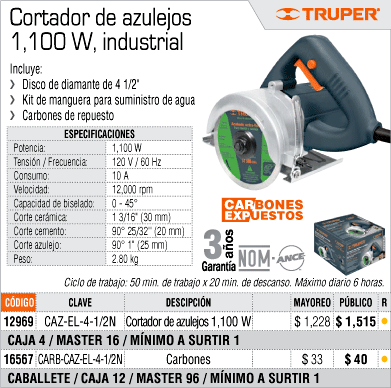 Cortador de azulejos
1,100 W, industrial
TRUPER
Incluye:
Disco de diamante de 4 1/2"
Kit de manguera para suministro de agua
Carbones de repuesto
ESPECIFICACIONES
Potencia: 1,100 W
Tensión / Frecuencia: 120 V / 60 Hz
Consumo: 10 A
Velocidad: 12,000 rpm
Capacidad de biselado: 0 - 45°
Corte cerámica: 1 3/16" (30 mm)
Corte cemento: 90° 25/32" (20 mm)
Corte azulejo: 90° 1" (25 mm)
Peso: 2.80 kg
CARBONES
EXPUESTOS
3 años
Garantía
NOM-ANCE
Ciclo de trabajo: 50 min. de trabajo x 20 min. de descanso. Máximo diario 6 horas.
CÓDIGO CLAVE DESCIPCIÓN MAYOREO PÚBLICO R
12969 CAZ-EL-4-1/2N Cortador de azulejos 1,100 W $ 1,228 $ 1,515
CAJA 4 / MASTER 16 / MÍNIMO A SURTIR 1
16567 CARB-CAZ-EL-4-1/2N Carbones $ 33 $ 40
CABALLETE / CAJA 12 / MASTER 96 / MÍNIMO A SURTIR 1